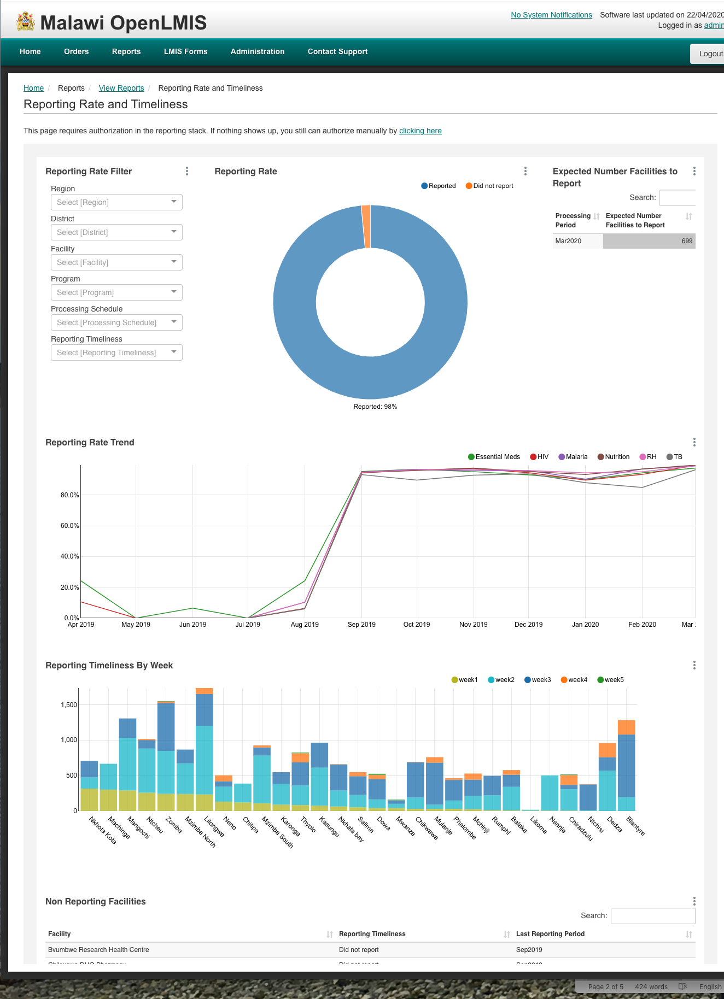 Malawi OpenLMIS
No System Notifications Software last updated on 22/04/2020
Logged in as admin
Home Orders Reports LMIS Forms Administration Contact Support Logout
Home / Reports / View Reports / Reporting Rate and Timeliness
Reporting Rate and Timeliness
This page requires authorization in the reporting stack. If nothing shows up, you still can authorize manually by clicking here
Reporting Rate Filter
Region
Select [Region]
District
Select [District]
Facility
Select [Facility]
Program
Select [Program]
Processing Schedule
Select [Processing Schedule]
Reporting Timeliness
Select [Reporting Timeliness]
Reporting Rate
Reported Did not report
Reported: 98%
Expected Number Facilities to
Report
Search:
Processing Period Expected Number Facilities to Report
Mar2020 699
Reporting Rate Trend
Essential Meds HIV Malaria Nutrition RH TB
80.0%
60.0%
40.0%
20.0%
0.0%
Apr 2019 May 2019 Jun 2019 Jul 2019 Aug 2019 Sep 2019 Oct 2019 Nov 2019 Dec 2019 Jan 2020 Feb 2020 Mar
Reporting Timeliness By Week
week1 week2 week3 week4 week5
1,500
1,000
500
0
Nkhota Kota Machinga Mangochi Ntcheu Zomba Mzimba North Lilongwe Neno Chitipa Mzimba South Karonga Thyolo Kasungu Nkhata bay Salima Dowa Mwanza Chikwawa Mulanje Phalombe Mchinji Rumphi Balaka Likoma Nsanje Chiradzulu Ntchisi Dedza Blantyre
Non Reporting Facilities
Search:
Facility Reporting Timeliness Last Reporting Period
Bvumbwe Research Health Centre Did not report Sep2019
Page 2 of 5 424 words English